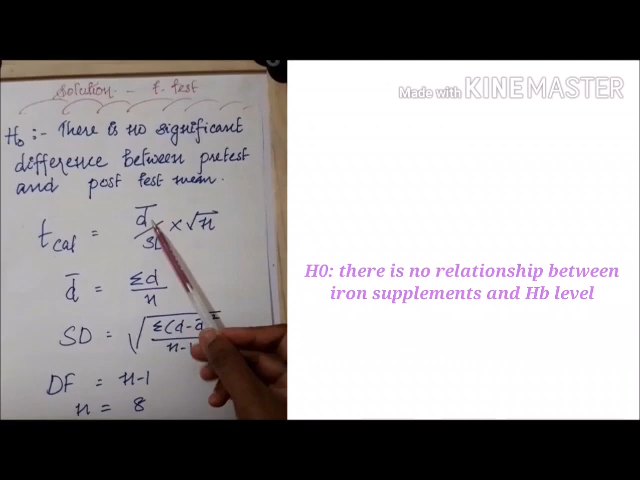 solution - t-test
H0 :- There is no significant
difference between pretest
and post test mean.
tcal = d̄/SD × √n
d̄ = Σd/n
SD = √Σ(d-d̄)²/n-1
DF = n-1
n = 8
Made with KINEMASTER
H0: there is no relationship between
iron supplements and Hb level